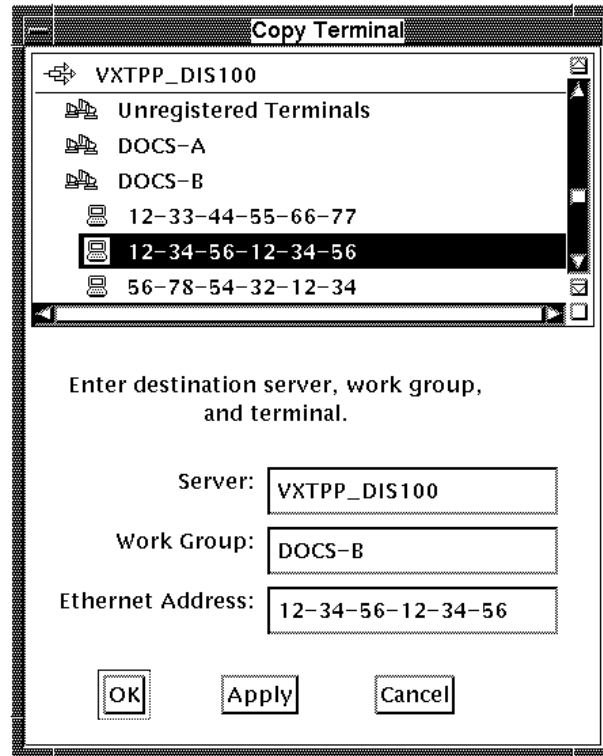 Copy Terminal
VXTPP_DIS100
Unregistered Terminals
DOCS-A
DOCS-B
12-33-44-55-66-77
12-34-56-12-34-56
56-78-54-32-12-34
Enter destination server, work group,
and terminal.
Server: VXTPP_DIS100
Work Group: DOCS-B
Ethernet Address: 12-34-56-12-34-56
OK Apply Cancel